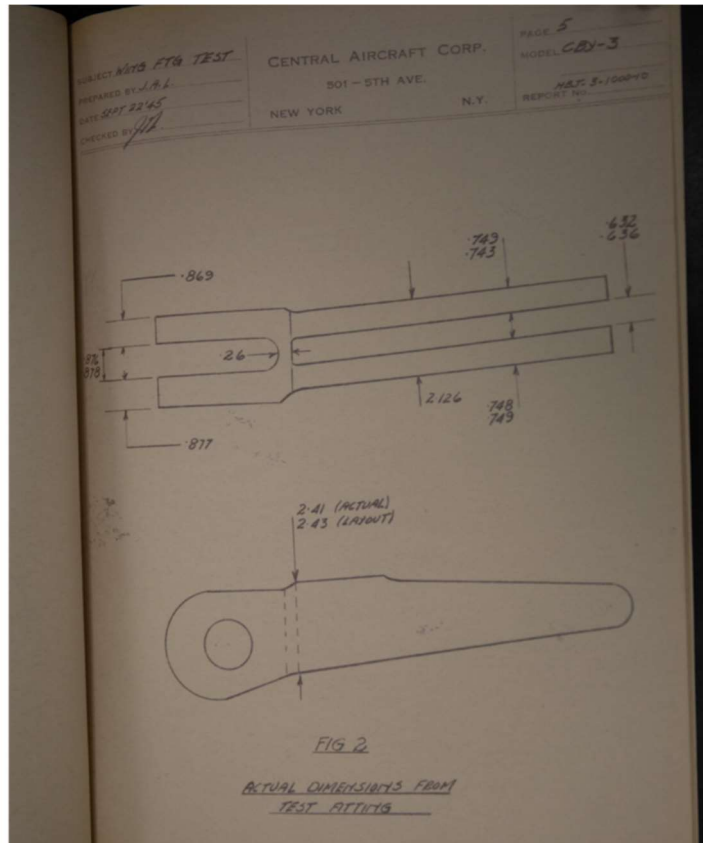 SUBJECT WING FTG TEST
PREPARED BY J.A.L.
DATE SEPT 22 '45
CHECKED BY
CENTRAL AIRCRAFT CORP.
501 - 5TH AVE.
NEW YORK N.Y.
PAGE 5
MODEL CBY-3
REPORT No.
.632
.636
.749
.743
.869
.26
.878
2.126
.748
.749
.877
2.41 (ACTUAL)
2.43 (LAYOUT)
FIG 2
ACTUAL DIMENSIONS FROM
TEST FITTING